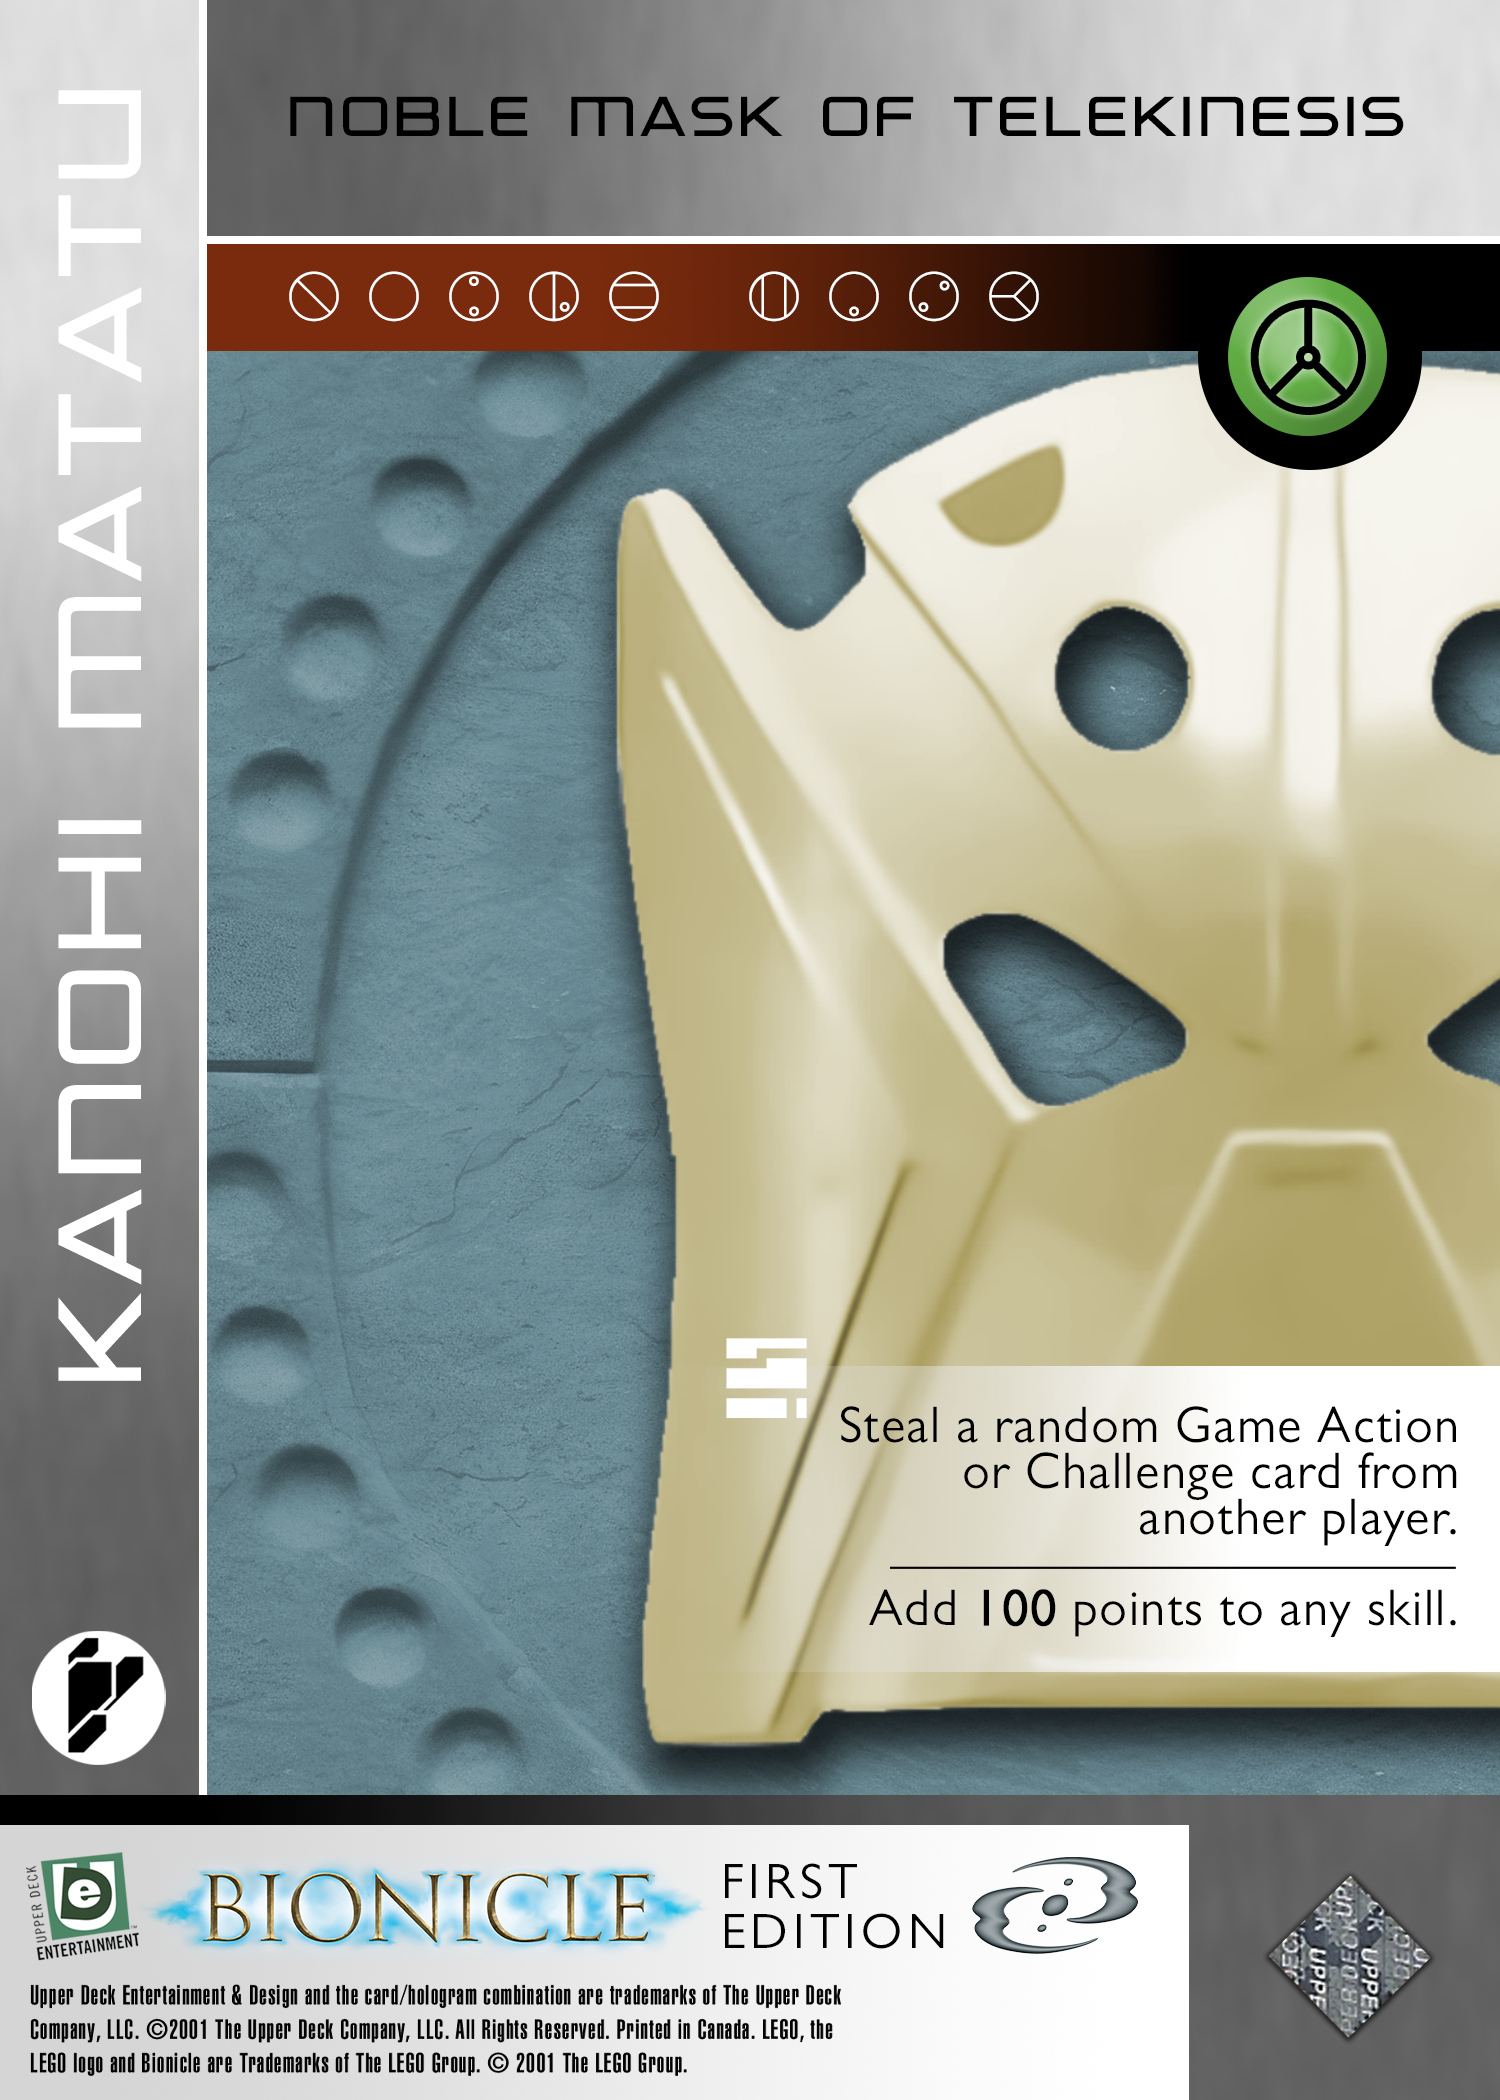 NOBLE MASK OF TELEKINESIS
KANOHI MATATU
Steal a random Game Action
or Challenge card from
another player.
Add 100 points to any skill.
UPPER DECK
e
ENTERTAINMENT
BIONICLE
FIRST
EDITION
Upper Deck Entertainment & Design and the card/hologram combination are trademarks of The Upper Deck
Company, LLC. ©2001 The Upper Deck Company, LLC. All Rights Reserved. Printed in Canada. LEGO, the
LEGO logo and Bionicle are Trademarks of The LEGO Group. © 2001 The LEGO Group.